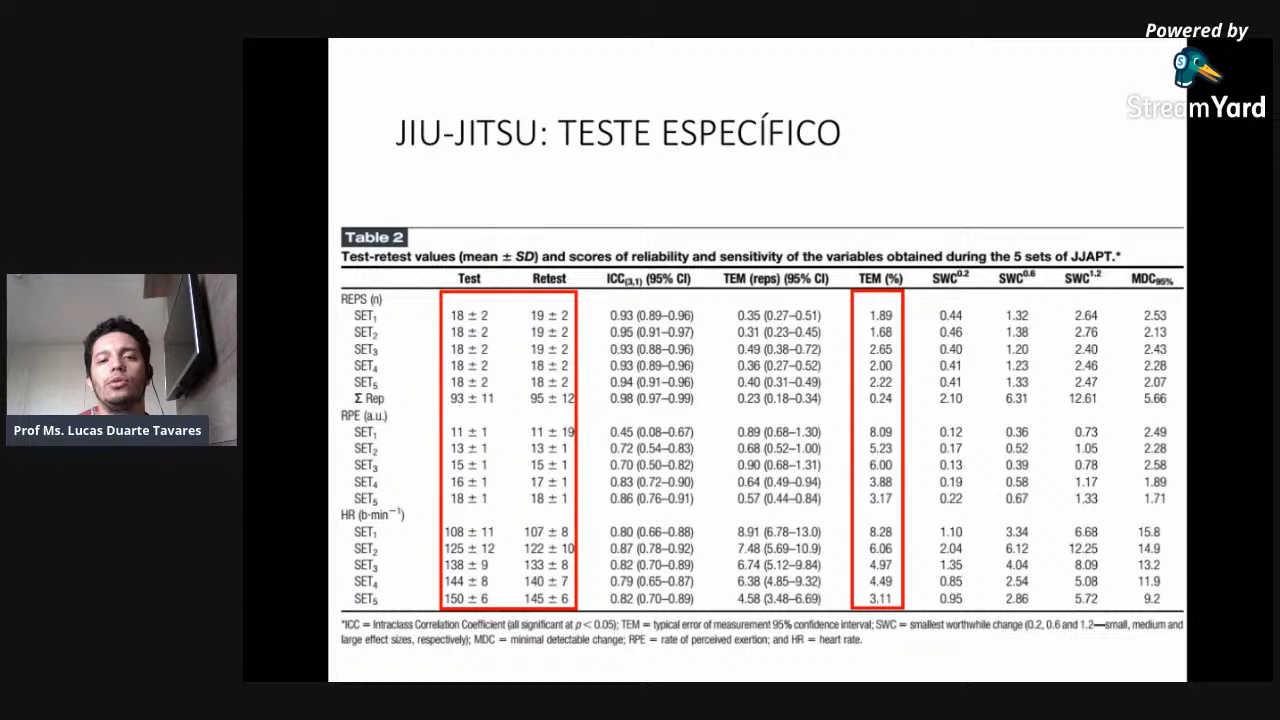 Powered by
StreamYard
JIU-JITSU: TESTE ESPECÍFICO
Table 2
Test-retest values (mean ± SD) and scores of reliability and sensitivity of the variables obtained during the 5 sets of JJAPT.*
Test Retest ICC(3,1) (95% CI) TEM (reps) (95% CI) TEM (%) SWC0.2 SWC0.6 SWC1.2 MDC95%
REPS (n)
SET1 18 ± 2 19 ± 2 0.93 (0.89–0.96) 0.35 (0.27–0.51) 1.89 0.44 1.32 2.64 2.53
SET2 18 ± 2 19 ± 2 0.95 (0.91–0.97) 0.31 (0.23–0.45) 1.68 0.46 1.38 2.76 2.13
SET3 18 ± 2 19 ± 2 0.93 (0.88–0.96) 0.49 (0.38–0.72) 2.65 0.40 1.20 2.40 2.43
SET4 18 ± 2 18 ± 2 0.93 (0.89–0.96) 0.36 (0.27–0.52) 2.00 0.41 1.23 2.46 2.28
SET5 18 ± 2 18 ± 2 0.94 (0.91–0.96) 0.40 (0.31–0.49) 2.22 0.41 1.33 2.47 2.07
Σ Rep 93 ± 11 95 ± 12 0.98 (0.97–0.99) 0.23 (0.18–0.34) 0.24 2.10 6.31 12.61 5.66
RPE (a.u.)
SET1 11 ± 1 11 ± 19 0.45 (0.08–0.67) 0.89 (0.68–1.30) 8.09 0.12 0.36 0.73 2.49
SET2 13 ± 1 13 ± 1 0.72 (0.54–0.83) 0.68 (0.52–1.00) 5.23 0.17 0.52 1.05 2.28
SET3 15 ± 1 15 ± 1 0.70 (0.50–0.82) 0.90 (0.68–1.31) 6.00 0.13 0.39 0.78 2.58
SET4 16 ± 1 17 ± 1 0.83 (0.72–0.90) 0.64 (0.49–0.94) 3.88 0.19 0.58 1.17 1.89
SET5 18 ± 1 18 ± 1 0.86 (0.76–0.91) 0.57 (0.44–0.84) 3.17 0.22 0.67 1.33 1.71
HR (b·min−1)
SET1 108 ± 11 107 ± 8 0.80 (0.66–0.88) 8.91 (6.78–13.0) 8.28 1.10 3.34 6.68 15.8
SET2 125 ± 12 122 ± 10 0.87 (0.78–0.92) 7.48 (5.69–10.9) 6.06 2.04 6.12 12.25 14.9
SET3 138 ± 9 133 ± 8 0.82 (0.70–0.89) 6.74 (5.12–9.84) 4.97 1.35 4.04 8.09 13.2
SET4 144 ± 8 140 ± 7 0.79 (0.65–0.87) 6.38 (4.85–9.32) 4.49 0.85 2.54 5.08 11.9
SET5 150 ± 6 145 ± 6 0.82 (0.70–0.89) 4.58 (3.48–6.69) 3.11 0.95 2.86 5.72 9.2
*ICC = Intraclass Correlation Coefficient (all significant at p < 0.05); TEM = typical error of measurement 95% confidence interval; SWC = smallest worthwhile change (0.2, 0.6 and 1.2—small, medium and
large effect sizes, respectively); MDC = minimal detectable change; RPE = rate of perceived exertion; and HR = heart rate.
Prof Ms. Lucas Duarte Tavares